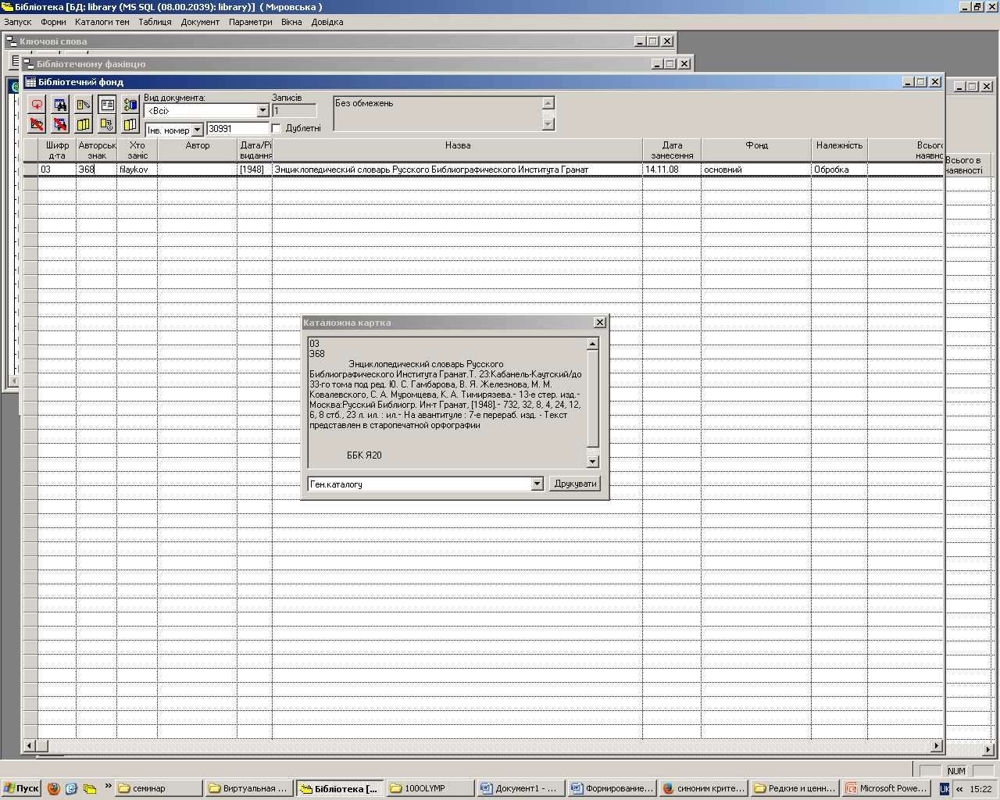 Бібліотека [БД: library (MS SQL (08.00.2039): library)] ( Мировська )
Запуск Форми Каталоги тем Таблиця Документ Параметри Вікна Довідка
Ключові слова
Бібліотечному фахівцю
Бібліотечний фонд
Вид документа: Записів
<Всі> 1
Без обмежень
Інв. номер 30991 Дублетні
Шифр д-та Авторськ знак Хто заніс Автор Дата/Рі видання Назва Дата занесення Фонд Належність Всього наявно
Всього в
наявності
03 Э68 filaykov [1948] Энциклопедический словарь Русского Библиографического Института Гранат 14.11.08 основний Обробка
Каталожна картка
03
Э68
Энциклопедический словарь Русского
Библиографического Института Гранат.Т. 23:Кабанель-Каутский/до
33-го тома под ред. Ю. С. Гамбарова, В. Я. Железнова, М. М.
Ковалевского, С. А. Муромцева, К. А. Тимирязева.- 13-е стер. изд.-
Москва:Русский Библиогр. Ин-т Гранат, [1948].- 732, 32, 8, 4, 24, 12,
6, 8 стб., 23 л. ил. : ил.- На авантитуле : 7-е перераб. изд. - Текст
представлен в старопечатной орфографии
ББК Я20
Ген.каталогу Друкувати
NUM
Пуск » семинар Виртуальная ... Бібліотека [... 100OLYMP Документ1 - ... Формирование... синоним крите... Редкие и ценн... Microsoft Powe... UK « 15:22